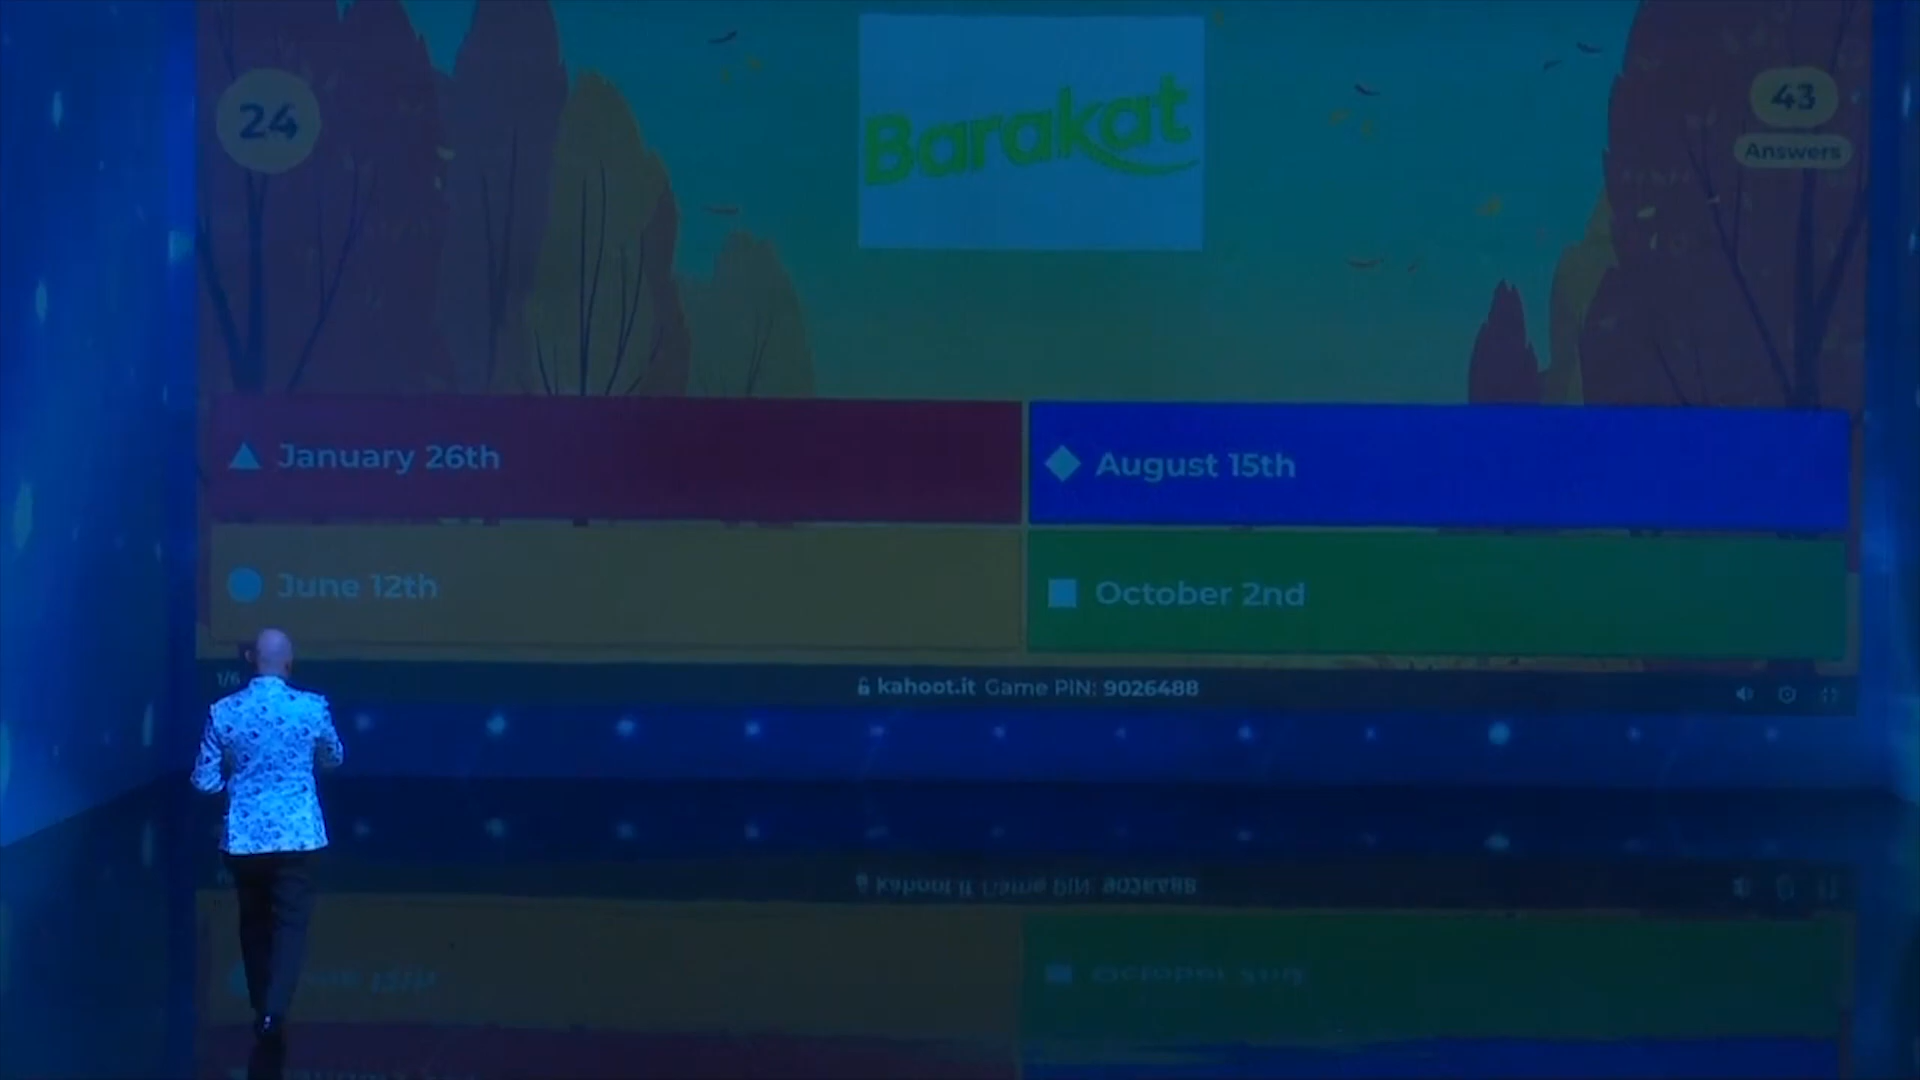 Barakat
24
43
Answers
January 26th
August 15th
June 12th
October 2nd
1/6
kahoot.it Game PIN: 9026488